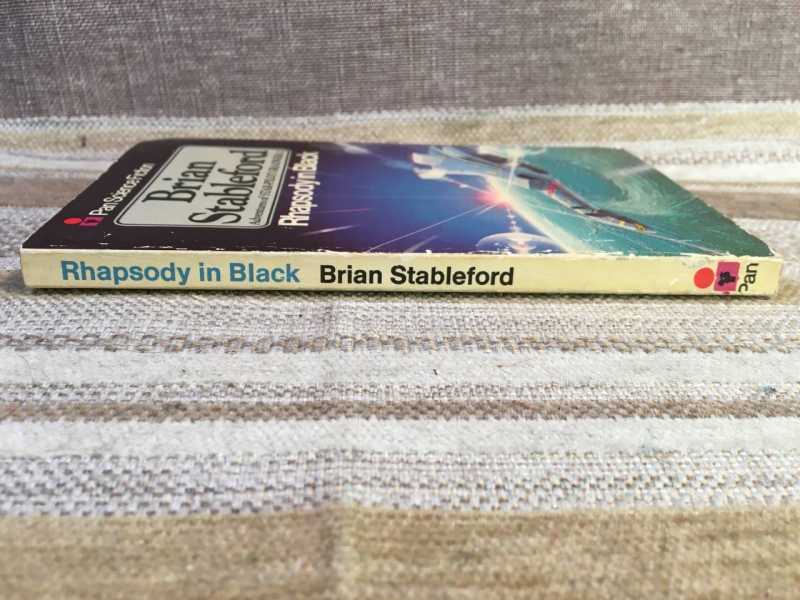 Pan Science Fiction
Brian
Stableford
Rhapsody in Black
Rhapsody in Black Brian Stableford
Pan